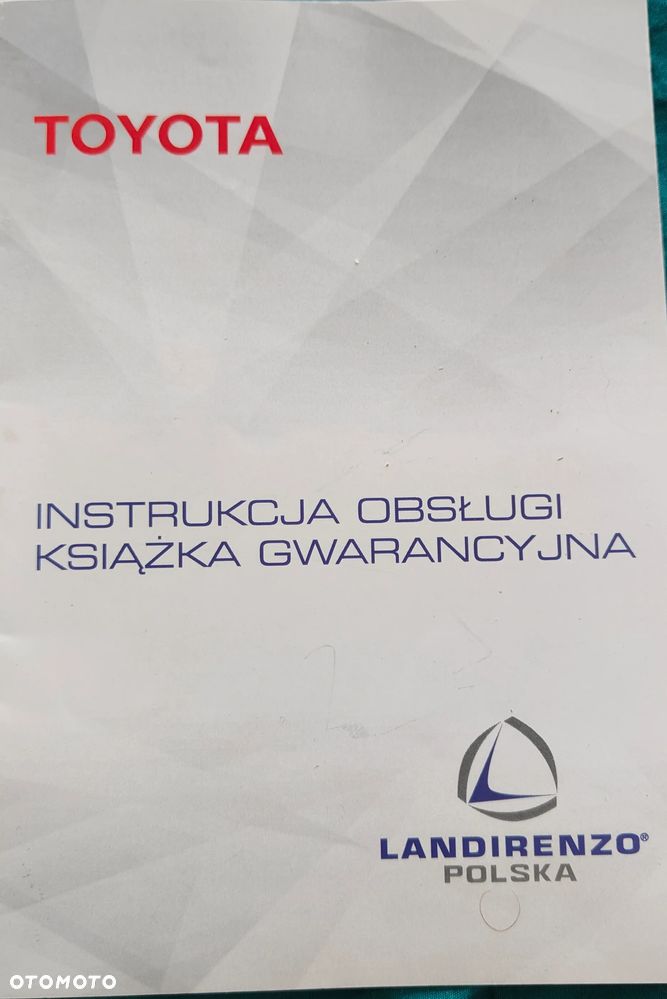 TOYOTA
INSTRUKCJA OBSŁUGI
KSIĄŻKA GWARANCYJNA
LANDIRENZO®
POLSKA
OTOMOTO